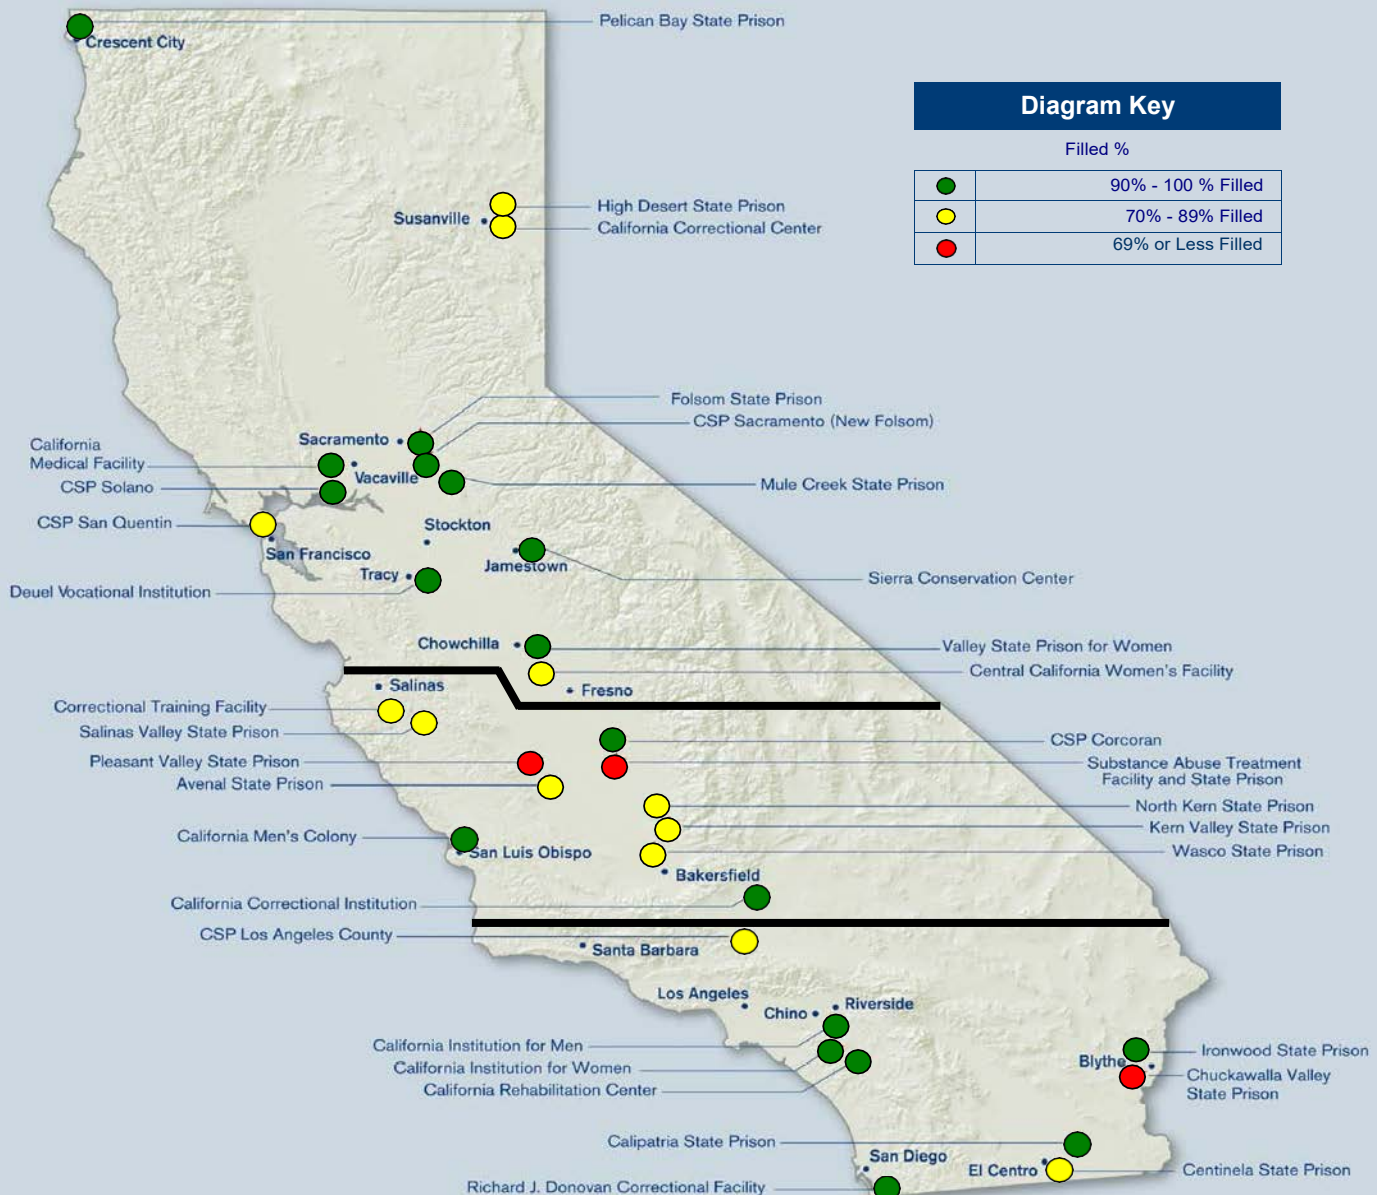 Pelican Bay State Prison
Crescent City
Diagram Key
Filled %
90% - 100 % Filled
70% - 89% Filled
69% or Less Filled
High Desert State Prison
Susanville
California Correctional Center
Folsom State Prison
CSP Sacramento (New Folsom)
Sacramento
California
Medical Facility
Vacaville
CSP Solano
Mule Creek State Prison
CSP San Quentin
Stockton
San Francisco
Jamestown
Tracy
Sierra Conservation Center
Deuel Vocational Institution
Chowchilla
Valley State Prison for Women
Central California Women's Facility
Salinas
Fresno
Correctional Training Facility
Salinas Valley State Prison
CSP Corcoran
Pleasant Valley State Prison
Substance Abuse Treatment
Facility and State Prison
Avenal State Prison
North Kern State Prison
Kern Valley State Prison
California Men's Colony
San Luis Obispo
Wasco State Prison
Bakersfield
California Correctional Institution
CSP Los Angeles County
Santa Barbara
Los Angeles
Riverside
Chino
California Institution for Men
Ironwood State Prison
Blythe
California Institution for Women
Chuckawalla Valley
State Prison
California Rehabilitation Center
Calipatria State Prison
San Diego
El Centro
Centinela State Prison
Richard J. Donovan Correctional Facility